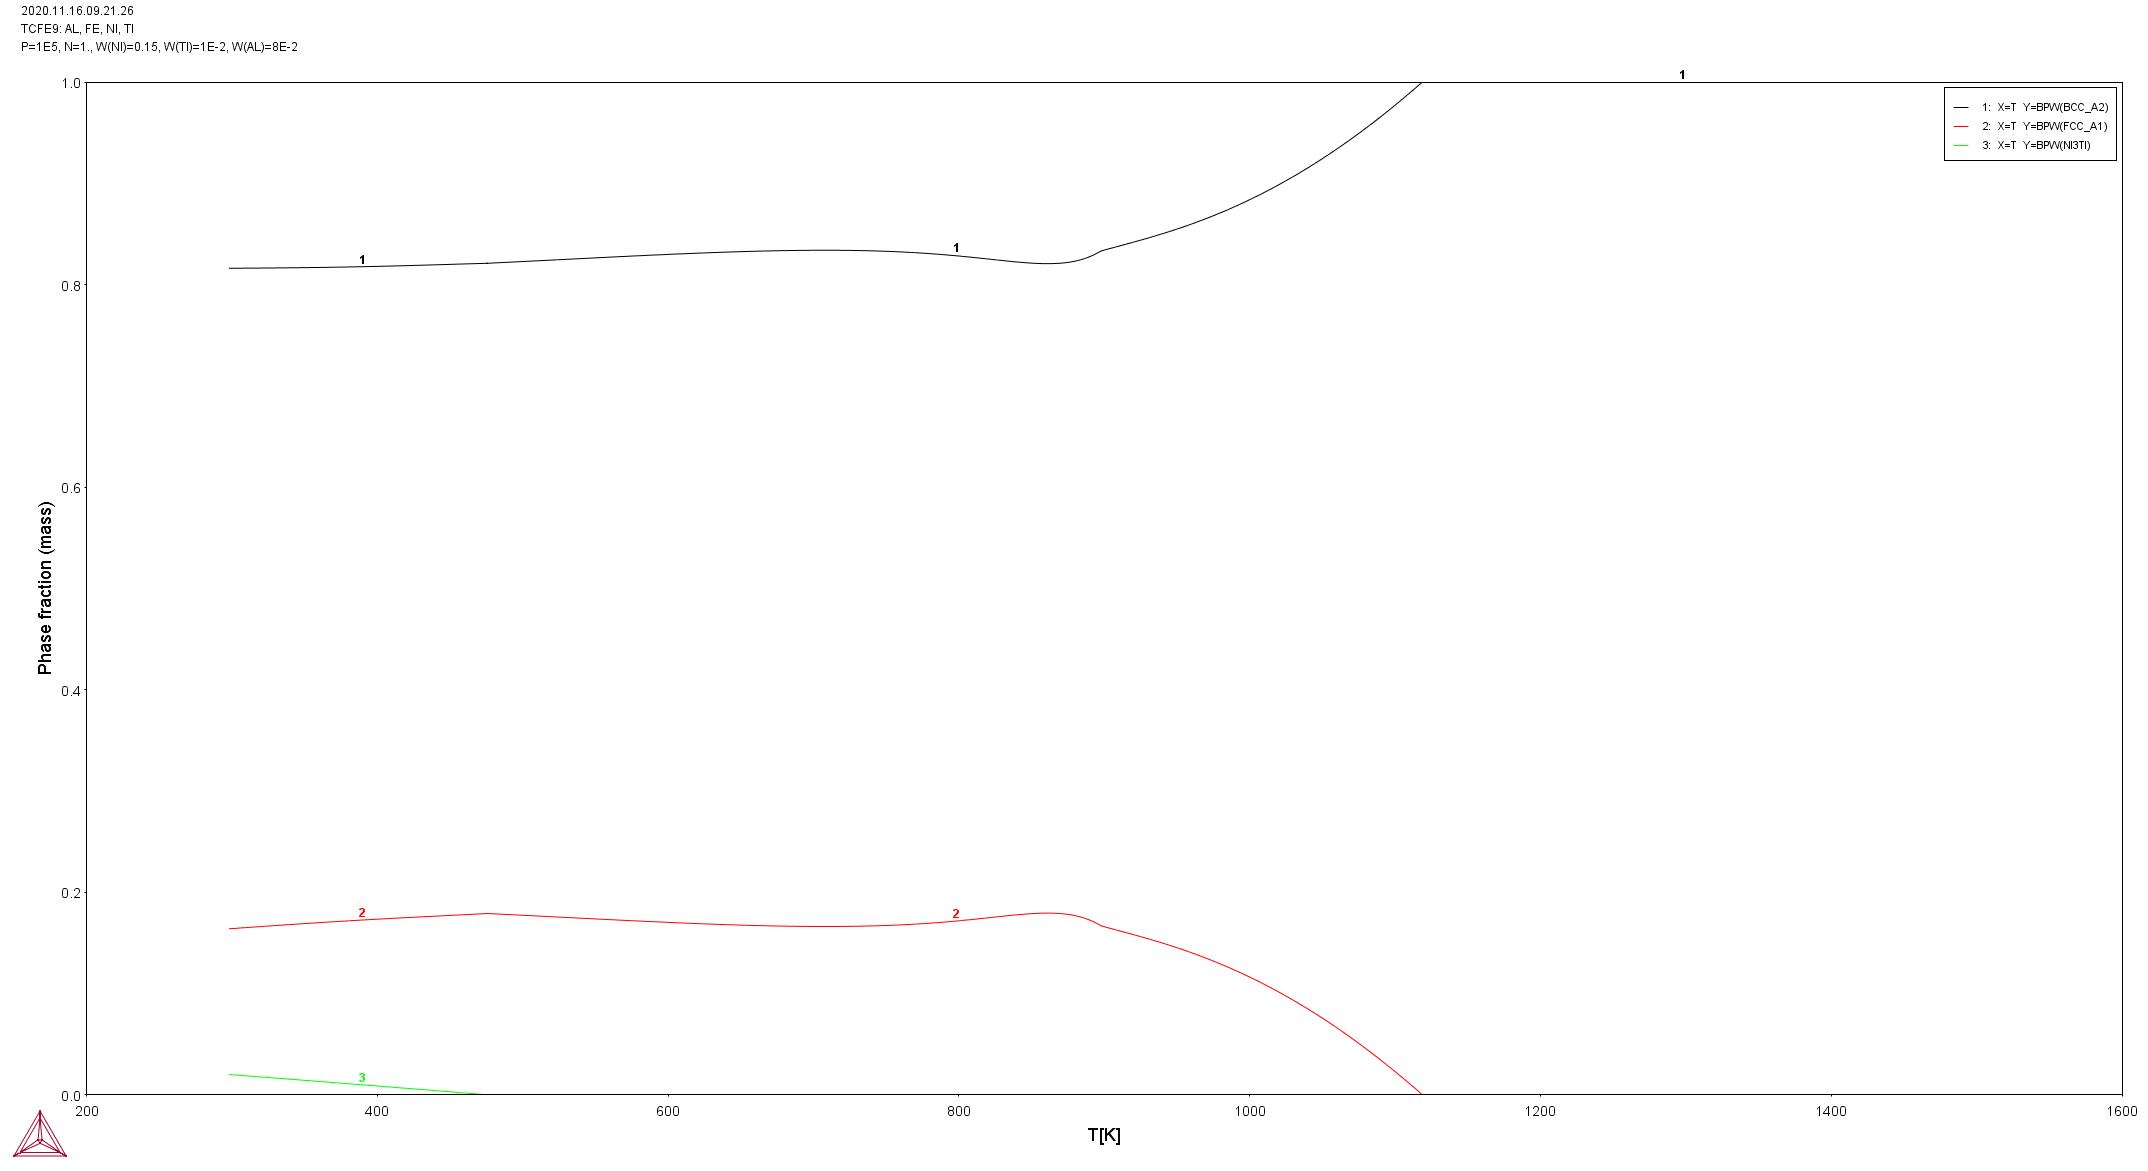 2020.11.16.09.21.26
TCFE9: AL, FE, NI, TI
P=1E5, N=1., W(NI)=0.15, W(TI)=1E-2, W(AL)=8E-2
1
1.0
1: X=T Y=BPW(BCC_A2)
2: X=T Y=BPW(FCC_A1)
3: X=T Y=BPW(NI3TI)
1
1
0.8
0.6
Phase fraction (mass)
0.4
0.2
2
2
3
0.0
200 400 600 800 1000 1200 1400 1600
T[K]